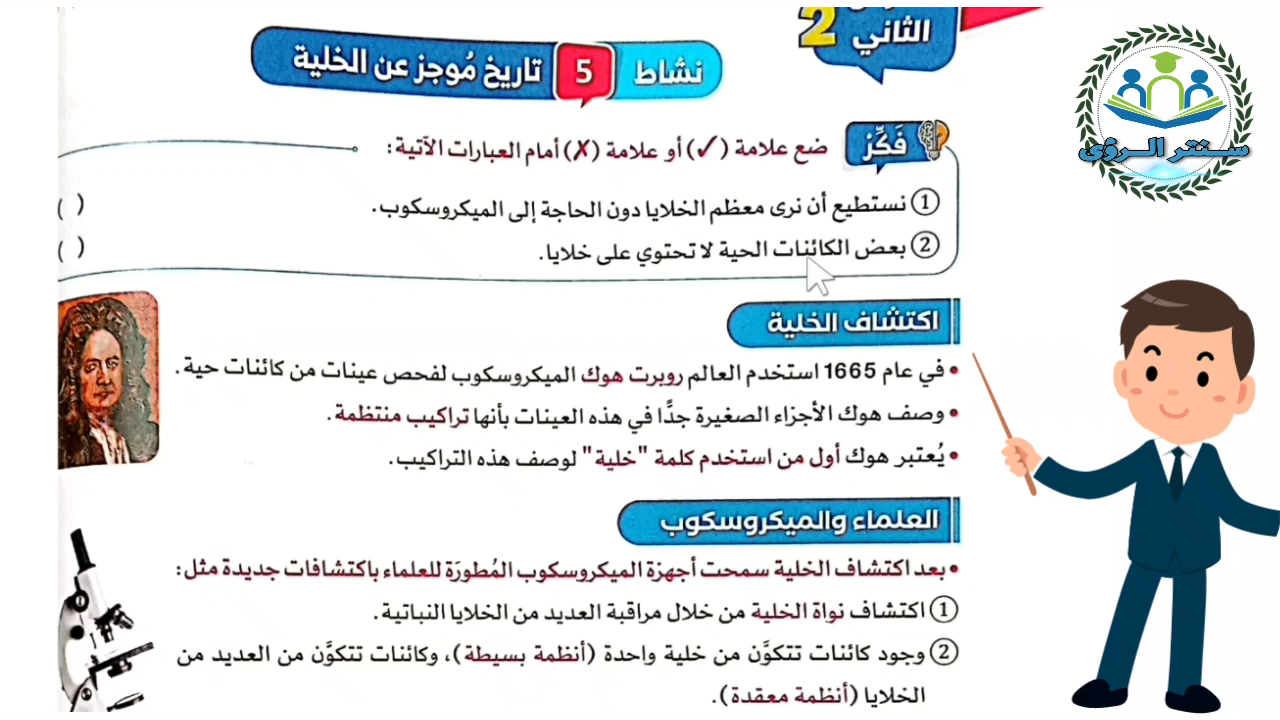 الثاني 2
نشاط 5 تاريخ مُوجز عن الخلية
سنتر الرؤى
فَكِّر ضع علامة (✓) أو علامة (✗) أمام العبارات الآتية:
① نستطيع أن نرى معظم الخلايا دون الحاجة إلى الميكروسكوب. ( )
② بعض الكائنات الحية لا تحتوي على خلايا. ( )
اكتشاف الخلية
• في عام 1665 استخدم العالم روبرت هوك الميكروسكوب لفحص عينات من كائنات حية.
• وصف هوك الأجزاء الصغيرة جدًّا في هذه العينات بأنها تراكيب منتظمة.
• يُعتبر هوك أول من استخدم كلمة "خلية" لوصف هذه التراكيب.
العلماء والميكروسكوب
• بعد اكتشاف الخلية سمحت أجهزة الميكروسكوب المُطورَة للعلماء باكتشافات جديدة مثل:
① اكتشاف نواة الخلية من خلال مراقبة العديد من الخلايا النباتية.
② وجود كائنات تتكوَّن من خلية واحدة (أنظمة بسيطة)، وكائنات تتكوَّن من العديد من
الخلايا (أنظمة معقدة).